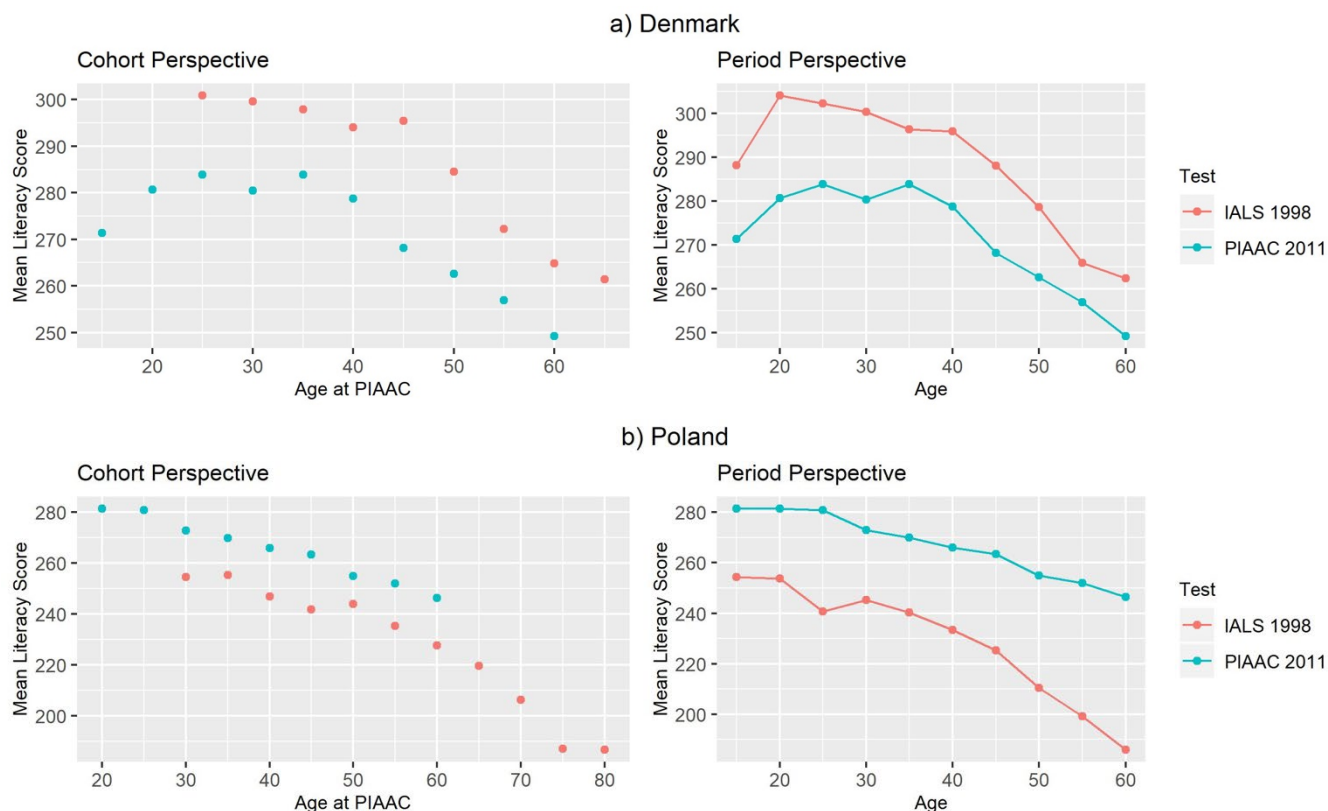 a) Denmark
Cohort Perspective
Mean Literacy Score
300
290
280
270
260
250
20
30
40
50
60
Age at PIAAC
Period Perspective
Mean Literacy Score
300
290
280
270
260
250
20
30
40
50
60
Age
Test
IALS 1998
PIAAC 2011
b) Poland
Cohort Perspective
Mean Literacy Score
280
260
240
220
200
20
30
40
50
60
70
80
Age at PIAAC
Period Perspective
Mean Literacy Score
280
260
240
220
200
20
30
40
50
60
Age
Test
IALS 1998
PIAAC 2011